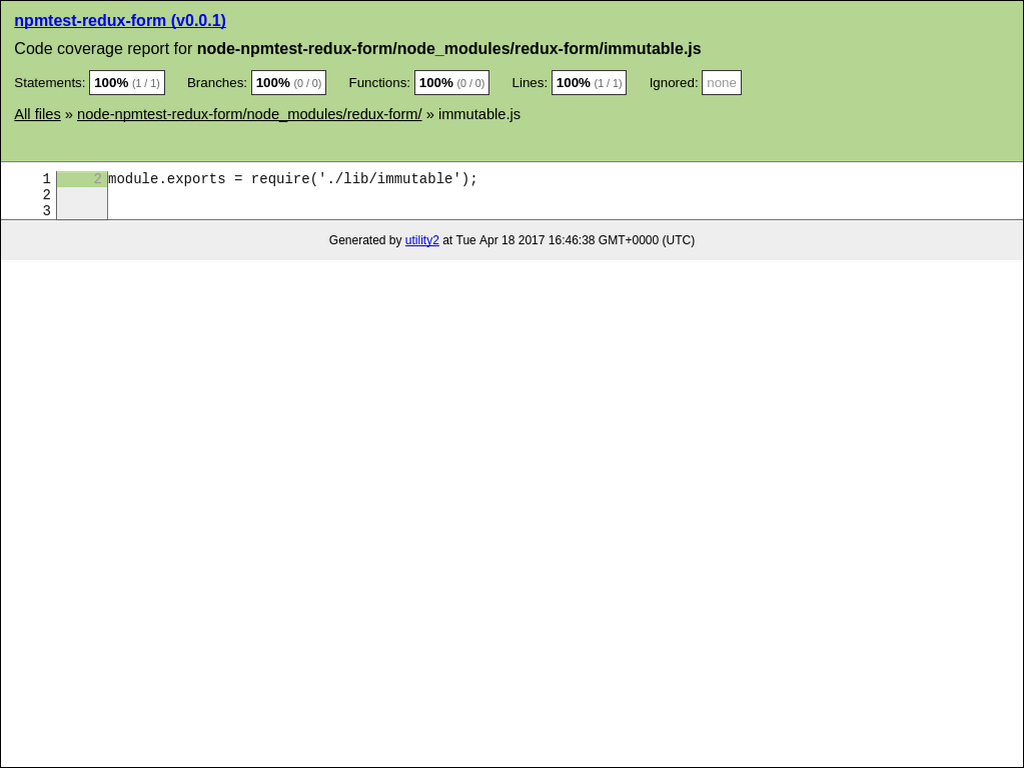 npmtest-redux-form (v0.0.1)
Code coverage report for node-npmtest-redux-form/node_modules/redux-form/immutable.js
Statements: 100% (1 / 1) Branches: 100% (0 / 0) Functions: 100% (0 / 0) Lines: 100% (1 / 1) Ignored: none
All files » node-npmtest-redux-form/node_modules/redux-form/ » immutable.js
1 2 module.exports = require('./lib/immutable');
2
3
Generated by utility2 at Tue Apr 18 2017 16:46:38 GMT+0000 (UTC)